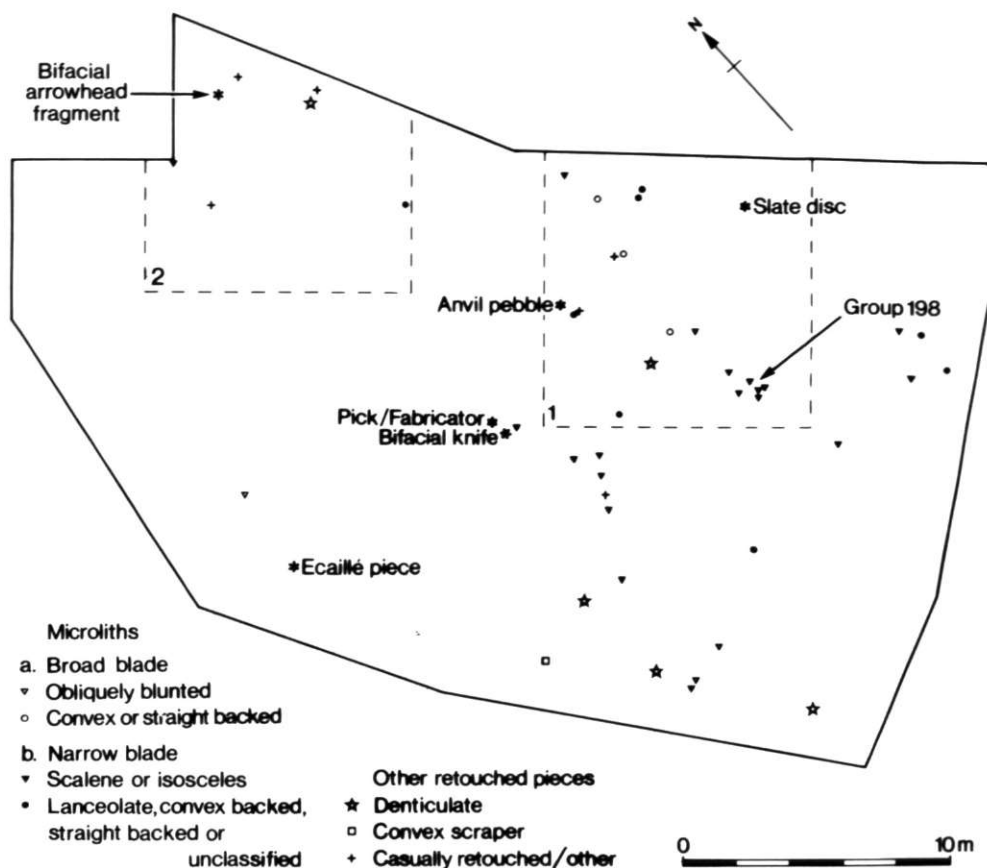 N
Bifacial
arrowhead
fragment
Slate disc
2
Anvil pebble
Group 198
Pick/Fabricator
1
Bifacial knife
Ecaillé piece
Microliths
a. Broad blade
Obliquely blunted
Convex or straight backed
b. Narrow blade
Scalene or isosceles
Lanceolate, convex backed,
straight backed or
unclassified
Other retouched pieces
Denticulate
Convex scraper
Casually retouched/other
0 10 m